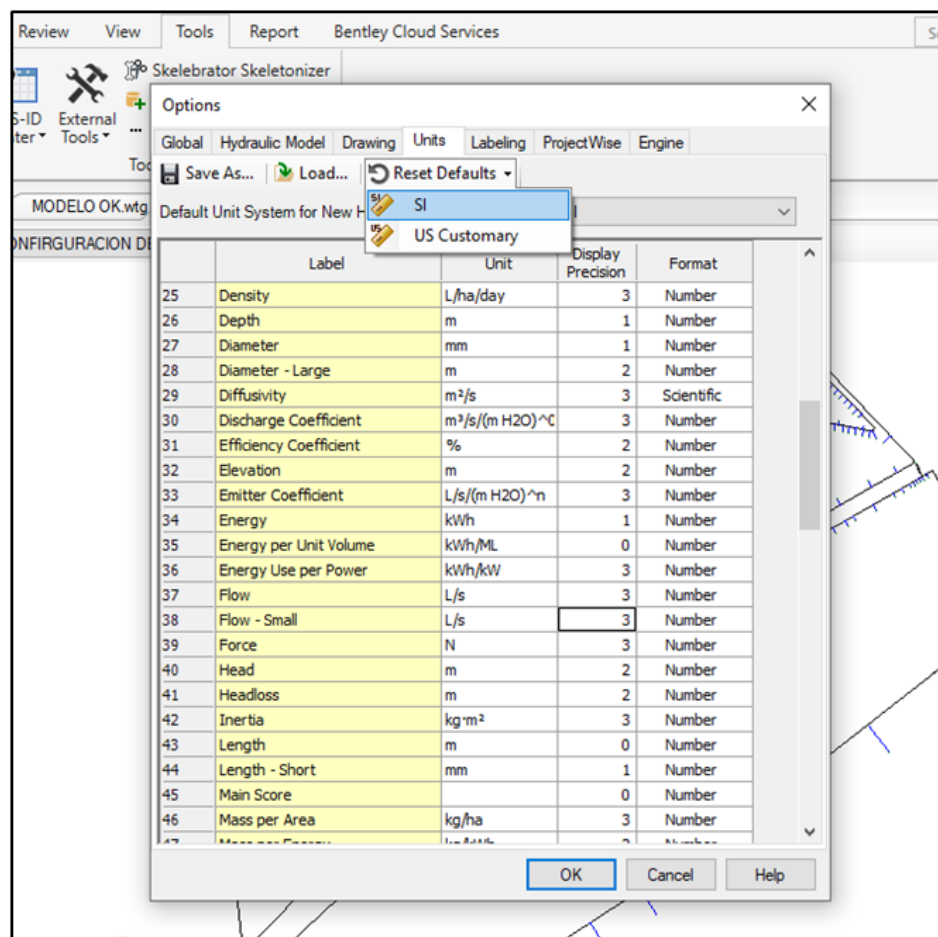 Review View Tools Report Bentley Cloud Services
Skelebrator Skeletonizer
S-ID External
Tools ...
Options
Global Hydraulic Model Drawing Units Labeling ProjectWise Engine
Save As... Load... Reset Defaults
MODELO OK.wtg
Default Unit System for New H
SI
US Customary
Label Unit Display Precision Format
25 Density L/ha/day 3 Number
26 Depth m 1 Number
27 Diameter mm 1 Number
28 Diameter - Large m 2 Number
29 Diffusivity m²/s 3 Scientific
30 Discharge Coefficient m³/s/(m H2O)^ 3 Number
31 Efficiency Coefficient % 2 Number
32 Elevation m 2 Number
33 Emitter Coefficient L/s/(m H2O)^n 3 Number
34 Energy kWh 1 Number
35 Energy per Unit Volume kWh/ML 0 Number
36 Energy Use per Power kWh/kW 3 Number
37 Flow L/s 3 Number
38 Flow - Small L/s 3 Number
39 Force N 3 Number
40 Head m 2 Number
41 Headloss m 2 Number
42 Inertia kg·m² 3 Number
43 Length m 0 Number
44 Length - Short mm 1 Number
45 Main Score 0 Number
46 Mass per Area kg/ha 3 Number
OK Cancel Help